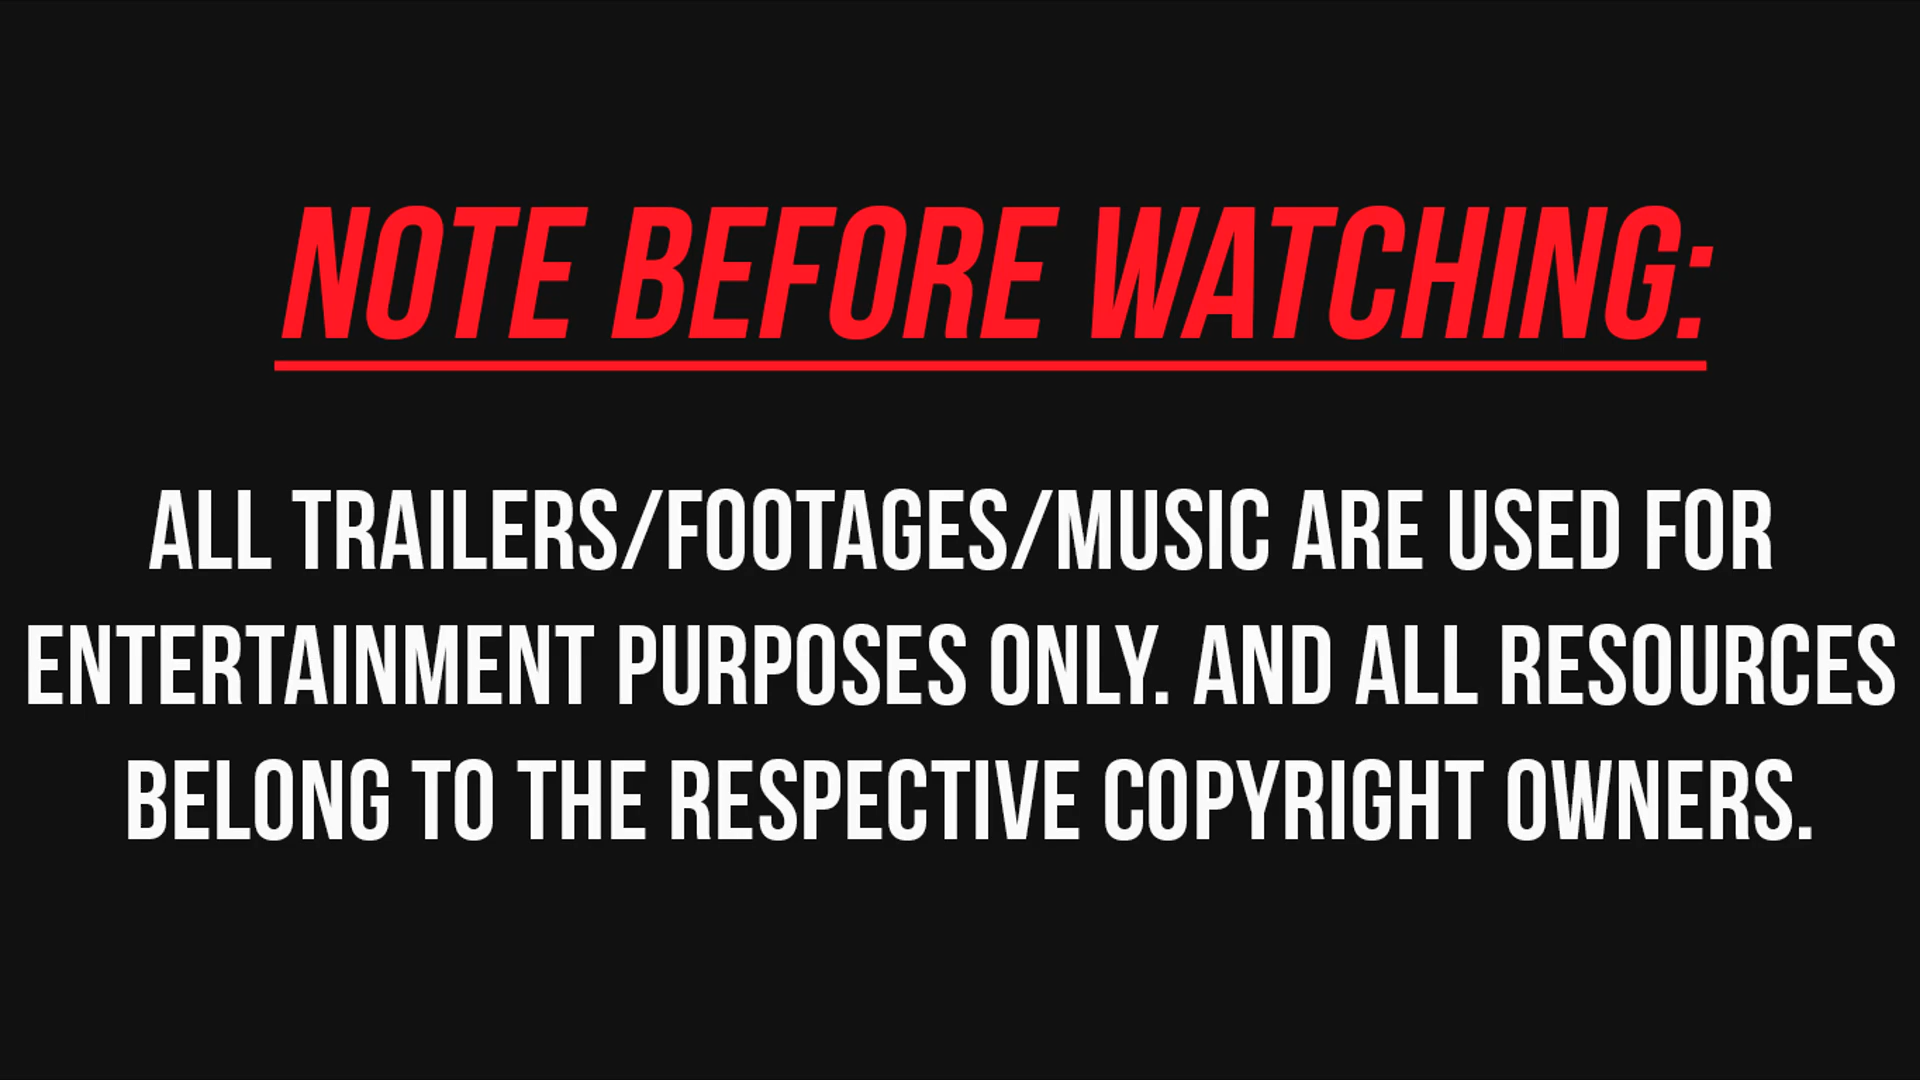 NOTE BEFORE WATCHING:
ALL TRAILERS/FOOTAGES/MUSIC ARE USED FOR
ENTERTAINMENT PURPOSES ONLY. AND ALL RESOURCES
BELONG TO THE RESPECTIVE COPYRIGHT OWNERS.